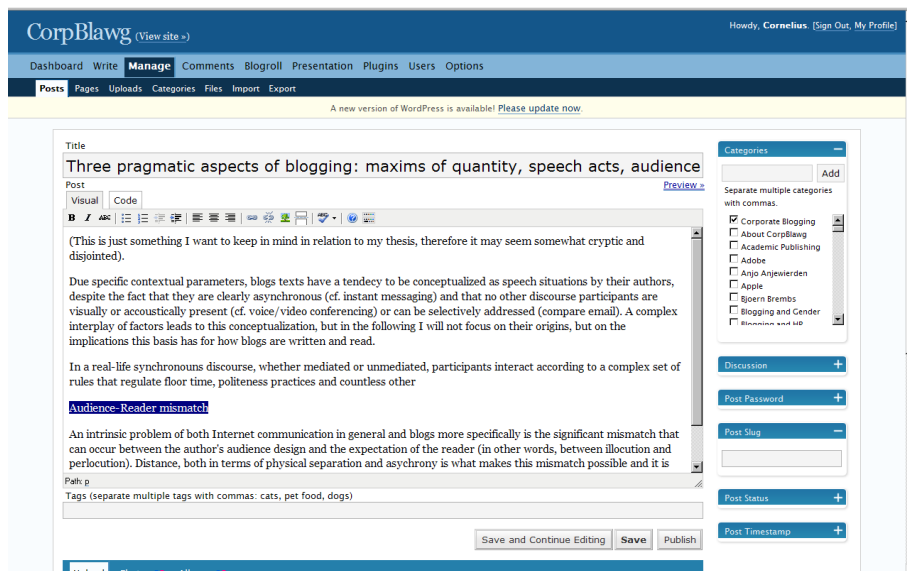 CorpBlawg (View site »)
Howdy, Cornelius. [Sign Out, My Profile]
Dashboard Write Manage Comments Blogroll Presentation Plugins Users Options
Posts Pages Uploads Categories Files Import Export
A new version of WordPress is available! Please update now.
Title
Three pragmatic aspects of blogging: maxims of quantity, speech acts, audience
Post
Preview »
Visual Code
B I ABC
(This is just something I want to keep in mind in relation to my thesis, therefore it may seem somewhat cryptic and
disjointed).
Due specific contextual parameters, blogs texts have a tendecy to be conceptualized as speech situations by their authors,
despite the fact that they are clearly asynchronous (cf. instant messaging) and that no other discourse participants are
visually or accoustically present (cf. voice/video conferencing) or can be selectively addressed (compare email). A complex
interplay of factors leads to this conceptualization, but in the following I will not focus on their origins, but on the
implications this basis has for how blogs are written and read.
In a real-life synchronouns discourse, whether mediated or unmediated, participants interact according to a complex set of
rules that regulate floor time, politeness practices and countless other
Audience-Reader mismatch
An intrinsic problem of both Internet communication in general and blogs more specifically is the significant mismatch that
can occur between the author's audience design and the expectation of the reader (in other words, between illocution and
perlocution). Distance, both in terms of physical separation and asychrony is what makes this mismatch possible and it is
Path: p
Tags (separate multiple tags with commas: cats, pet food, dogs)
Save and Continue Editing Save Publish
Categories
Add
Separate multiple categories
with commas.
Corporate Blogging
About CorpBlawg
Academic Publishing
Adobe
Anjo Anjewierden
Apple
Bjoern Brembs
Blogging and Gender
Blogging and HR
Discussion
Post Password
Post Slug
Post Status
Post Timestamp